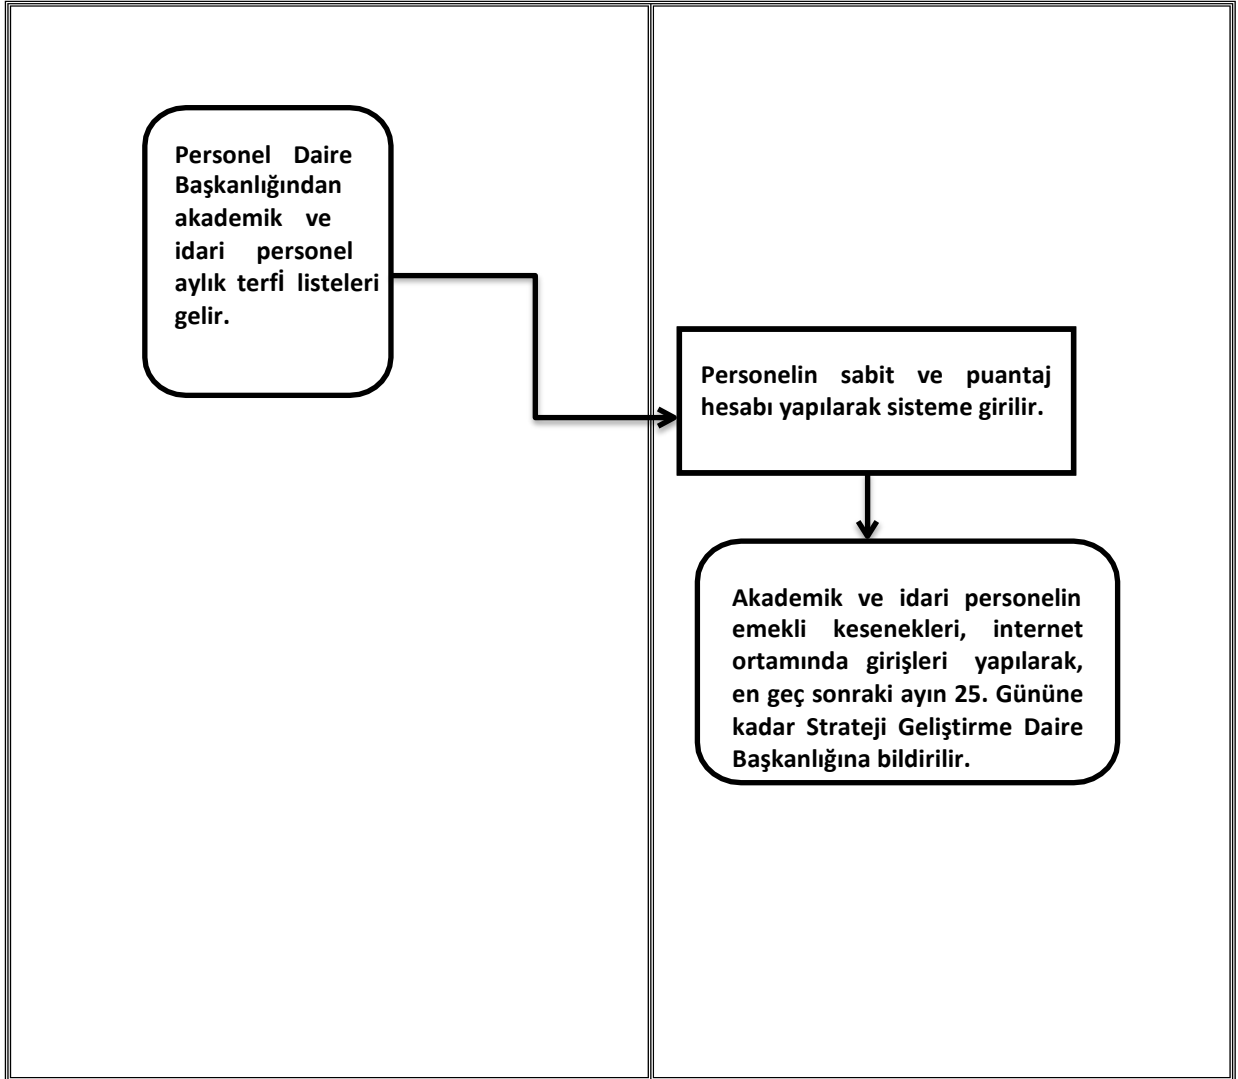 Personel Daire
Başkanlığından
akademik ve
idari personel
aylık terfİ listeleri
gelir.
Personelin sabit ve puantaj
hesabı yapılarak sisteme girilir.
Akademik ve idari personelin
emekli kesenekleri, internet
ortamında girişleri yapılarak,
en geç sonraki ayın 25. Gününe
kadar Strateji Geliştirme Daire
Başkanlığına bildirilir.